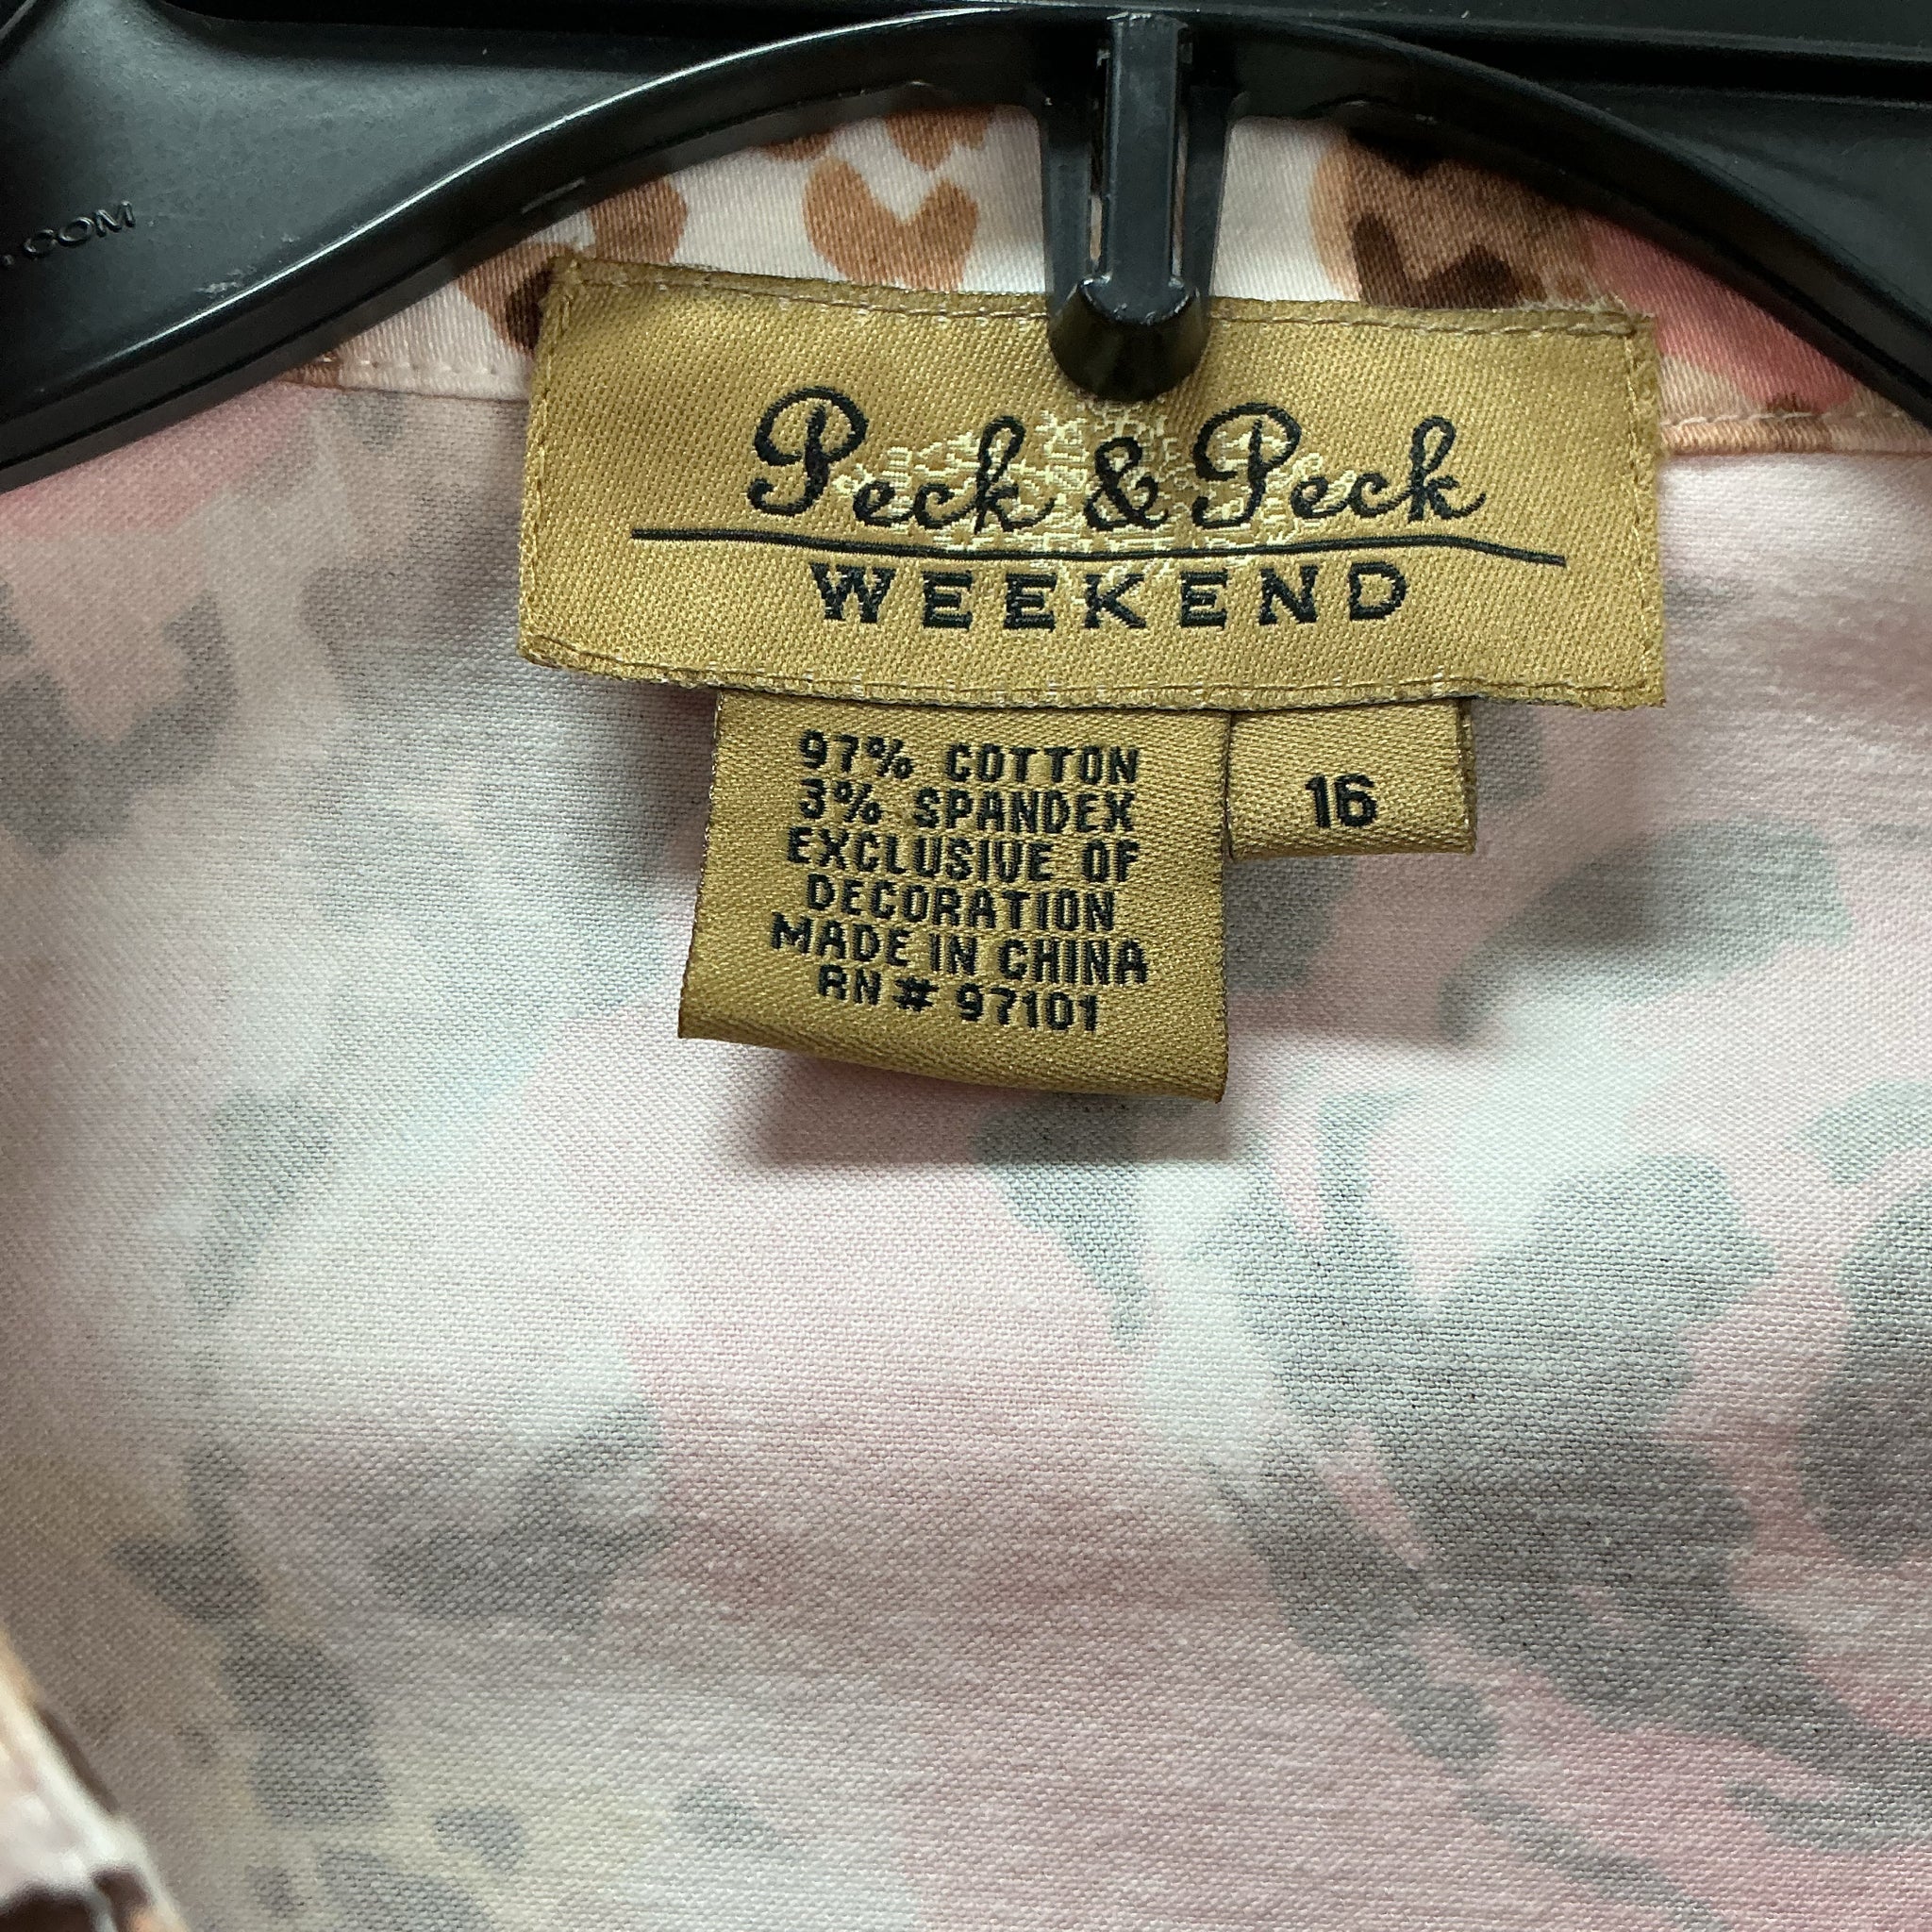 .COM
Peck & Peck
WEEKEND
97% COTTON
3% SPANDEX
EXCLUSIVE OF
DECORATION
MADE IN CHINA
RN# 97101
16